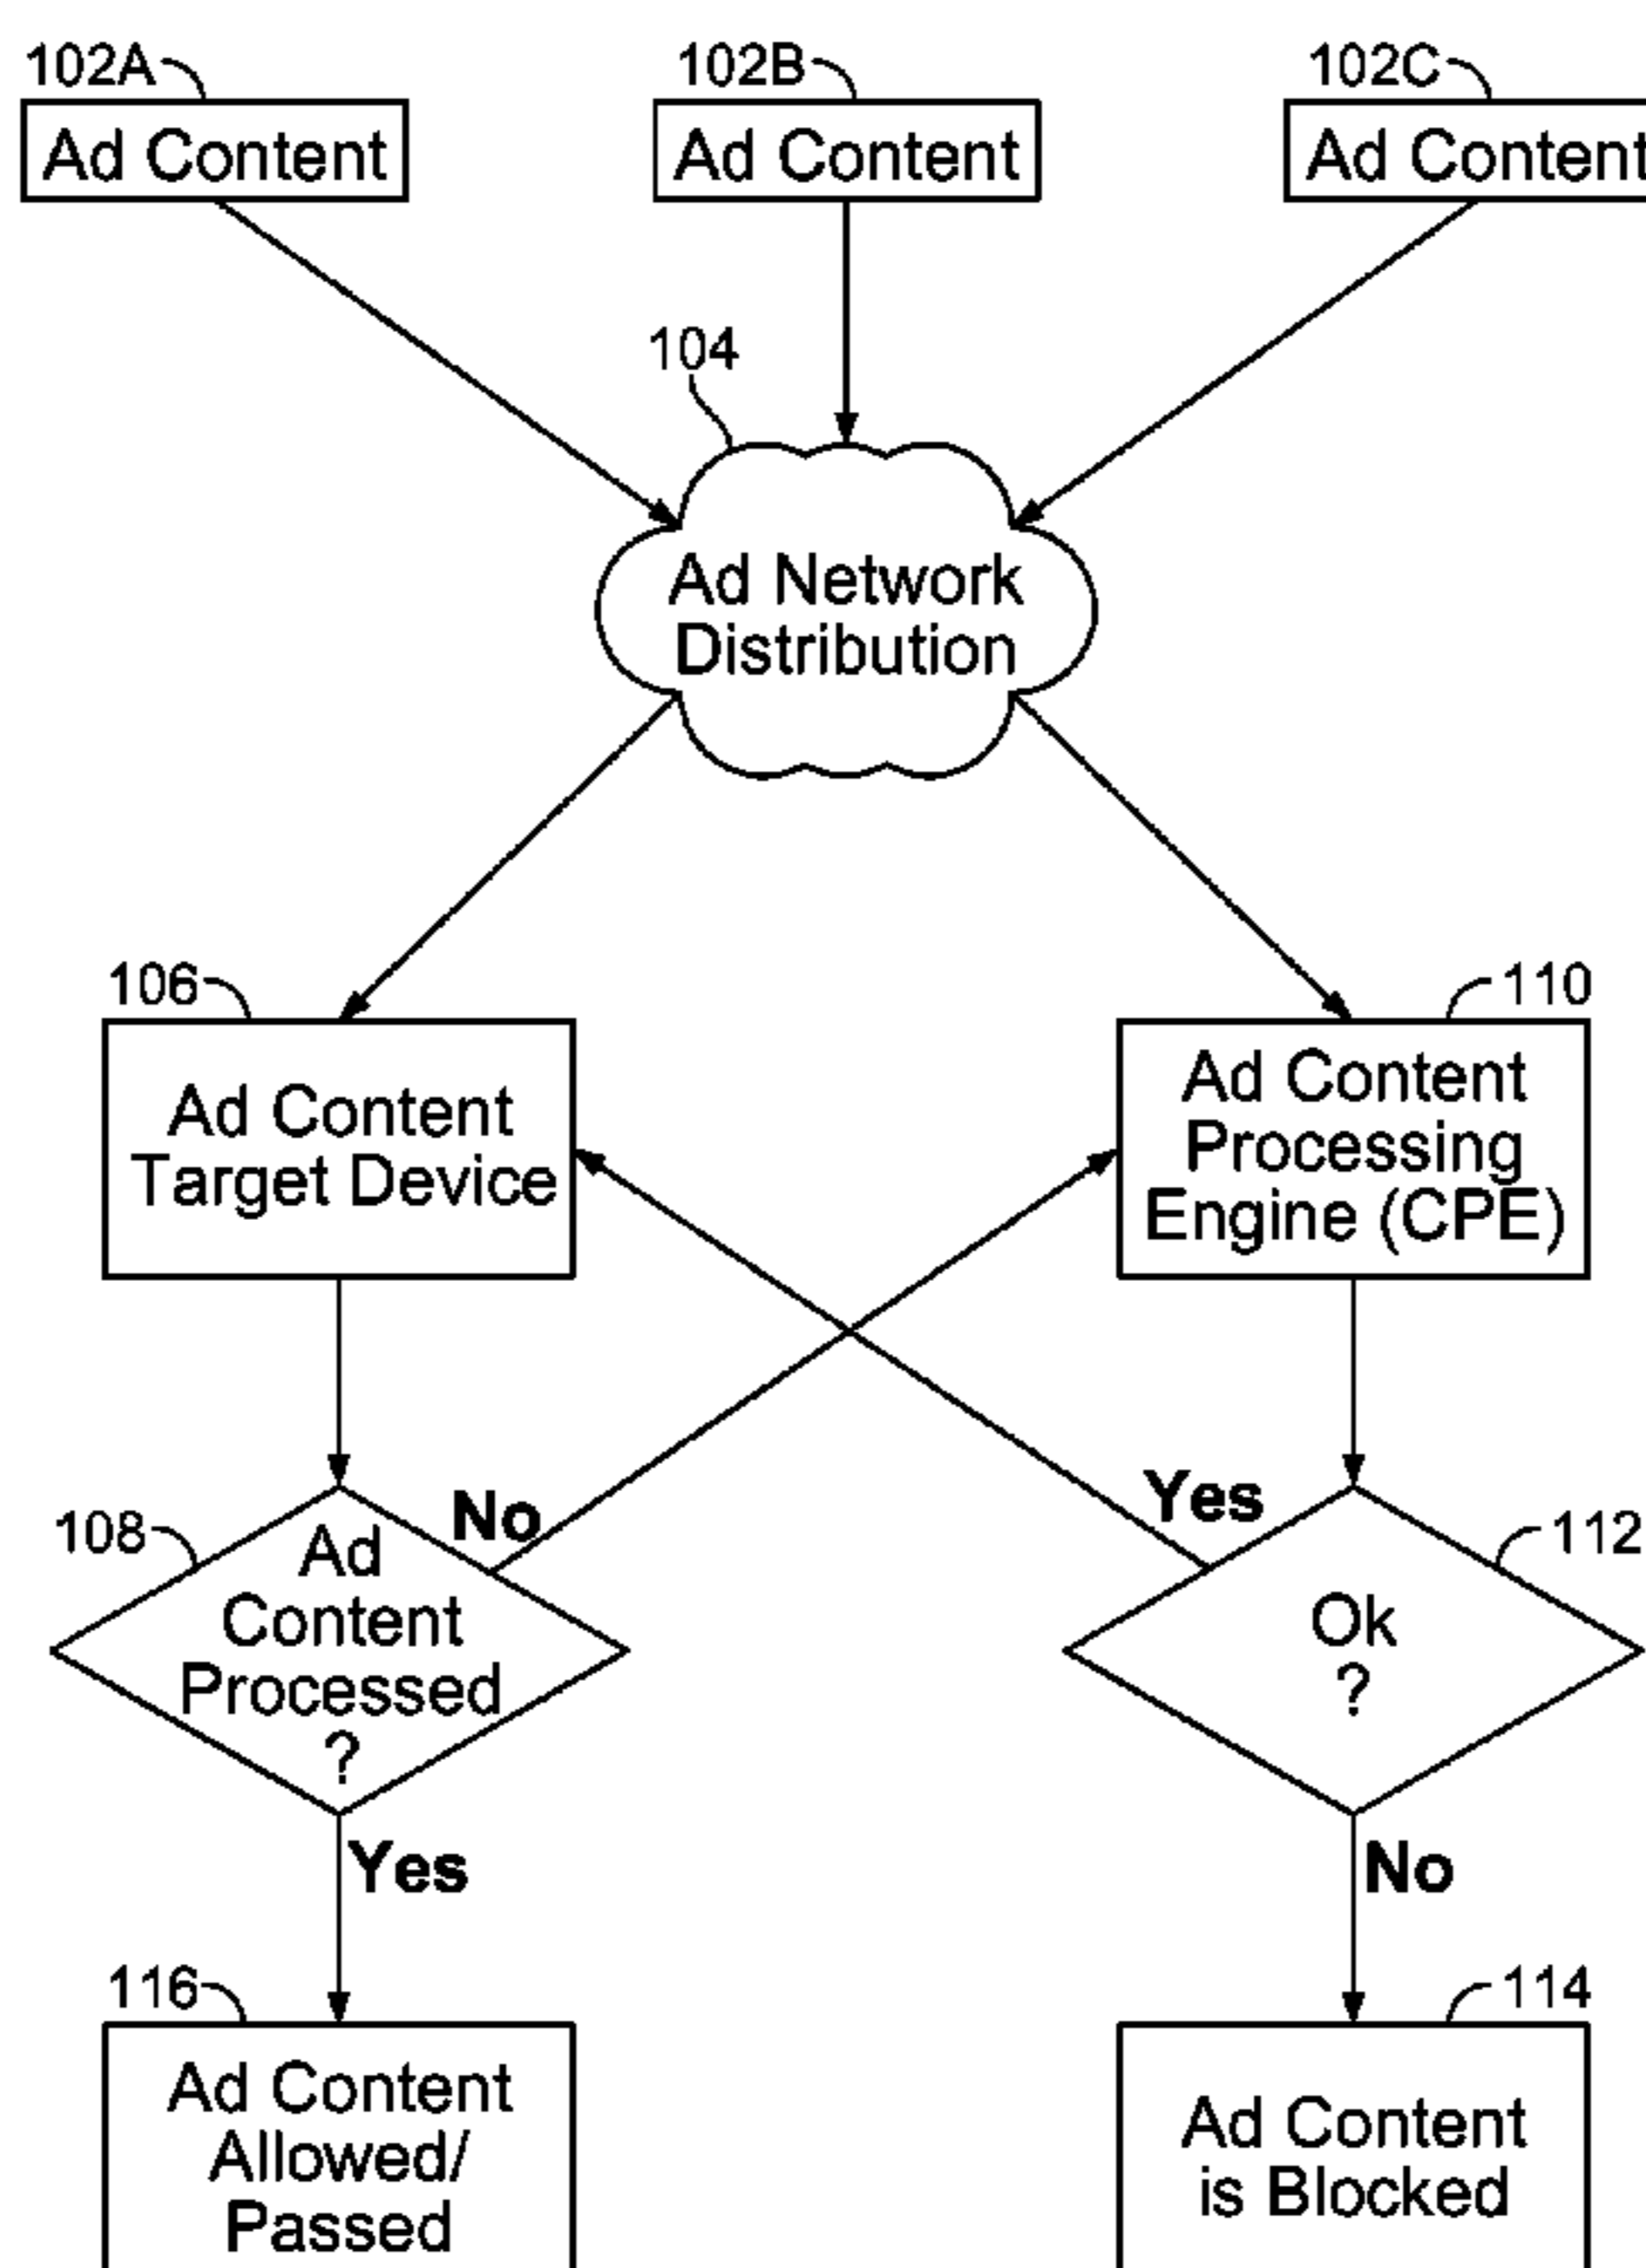 102A
102B
102C
Ad Content
Ad Content
Ad Content
104
Ad Network
Distribution
106
110
Ad Content
Target Device
Ad Content
Processing
Engine (CPE)
No
Yes
108
112
Ad
Content
Processed
?
Ok
?
Yes
No
116
114
Ad Content
Allowed/
Passed
Ad Content
is Blocked